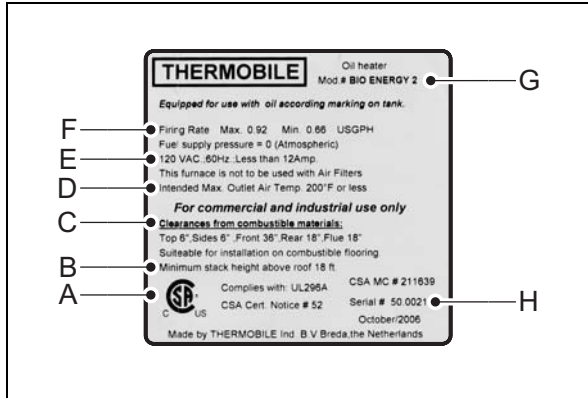 THERMOBILE
Oil heater
Mod.# BIO ENERGY 2
G
Equipped for use with oil according marking on tank.
F
Firing Rate Max. 0.92 Min. 0.66 USGPH
Fuel supply pressure = 0 (Atmospheric)
E
120 VAC.;60Hz.;Less than 12Amp.
This furnace is not to be used with Air Filters
D
Intended Max. Outlet Air Temp. 200°F or less
For commercial and industrial use only
C
Clearances from combustible materials:
Top 6",Sides 6" ,Front 36",Rear 18",Flue 18"
Suiteable for installation on combustible flooring
B
Minimum stack height above roof 18 ft.
A
C SA US
Complies with: UL296A
CSA Cert. Notice # 52
CSA MC # 211639
Serial # 50.0021
H
October/2006
Made by THERMOBILE Ind. B.V Breda,the Netherlands